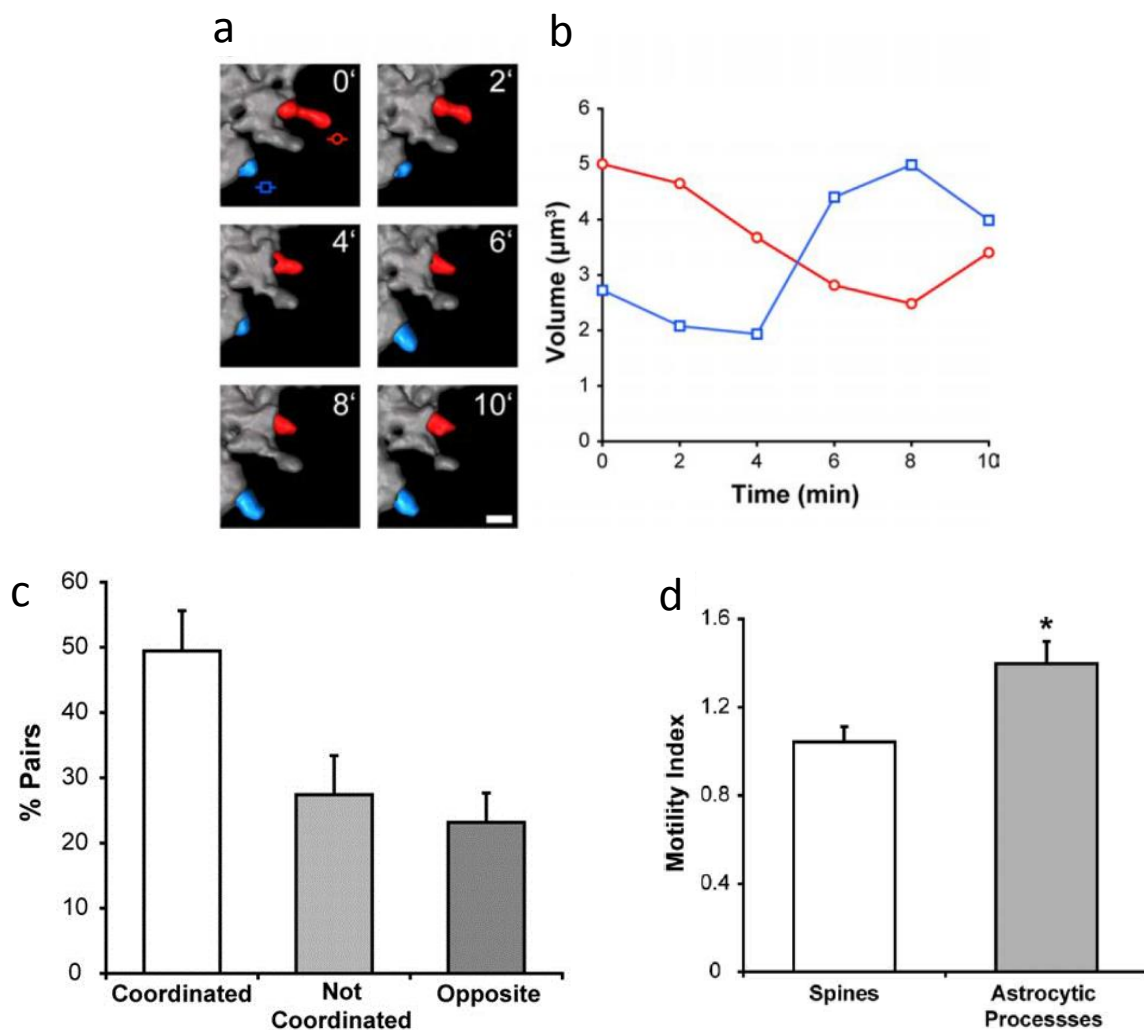 a
0‘
2‘
4‘
6‘
8‘
10‘
b
6
5
4
3
2
1
0
Volume (µm³)
0 2 4 6 8 10
Time (min)
c
60
50
40
30
20
10
0
% Pairs
Coordinated
Not
Coordinated
Opposite
d
1.6
1.2
0.8
0.4
0
*
Motility Index
Spines
Astrocytic
Processses